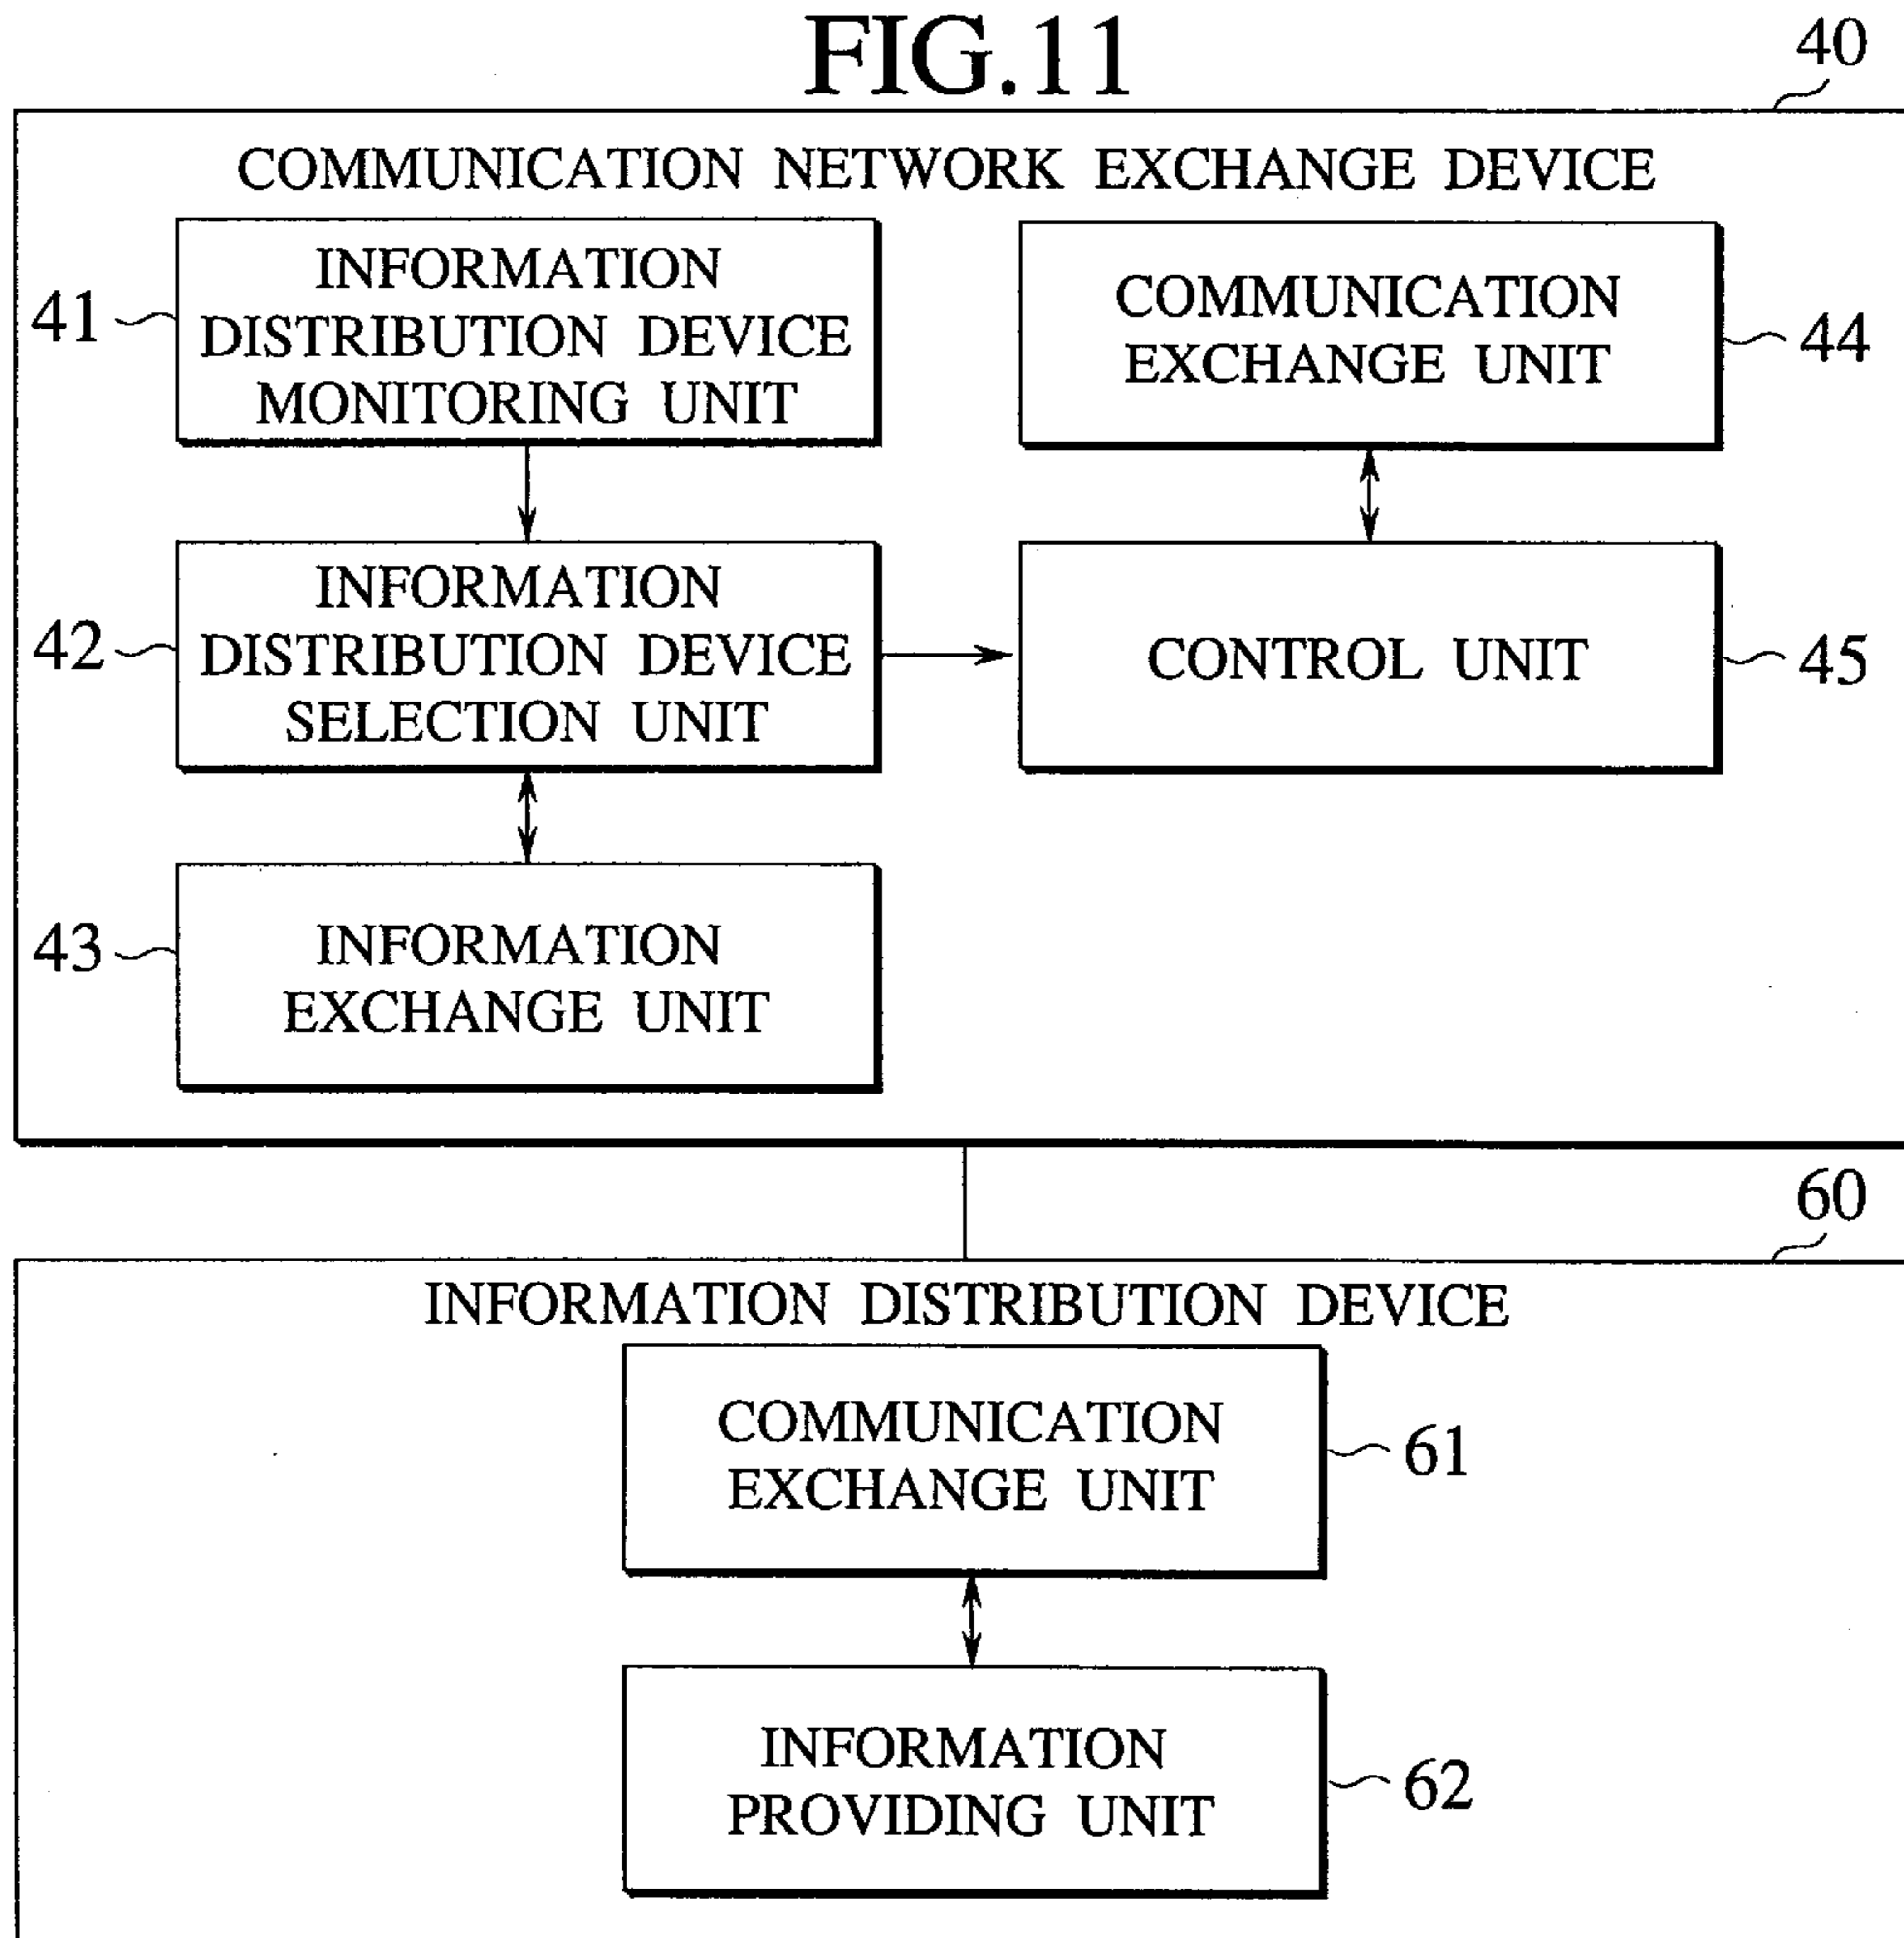 FIG.11
40
COMMUNICATION NETWORK EXCHANGE DEVICE
41
INFORMATION
DISTRIBUTION DEVICE
MONITORING UNIT
COMMUNICATION
EXCHANGE UNIT
44
42
INFORMATION
DISTRIBUTION DEVICE
SELECTION UNIT
CONTROL UNIT
45
43
INFORMATION
EXCHANGE UNIT
60
INFORMATION DISTRIBUTION DEVICE
COMMUNICATION
EXCHANGE UNIT
61
INFORMATION
PROVIDING UNIT
62